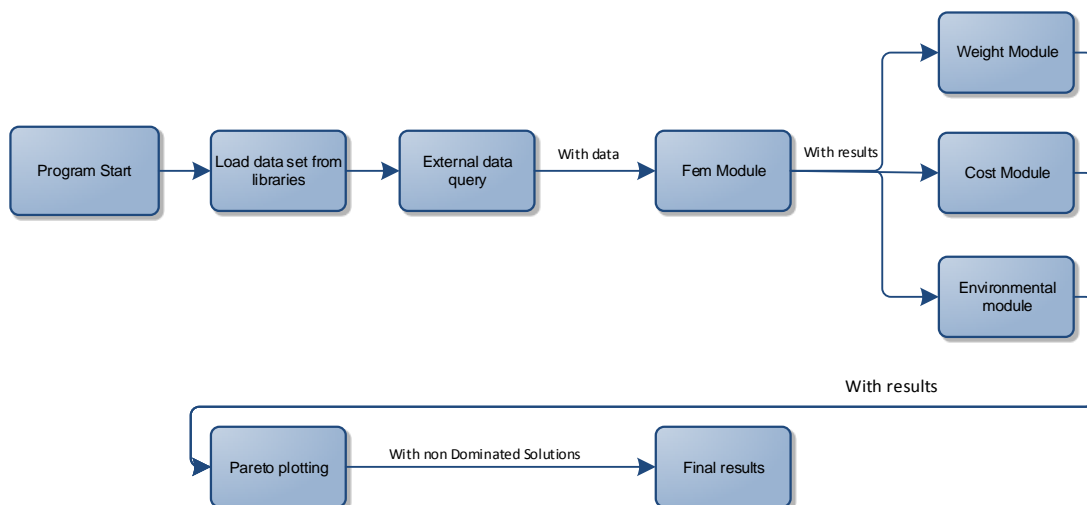 Program Start
Load data set from
libraries
External data
query
With data
Fem Module
With results
Weight Module
Cost Module
Environmental
module
With results
Pareto plotting
With non Dominated Solutions
Final results